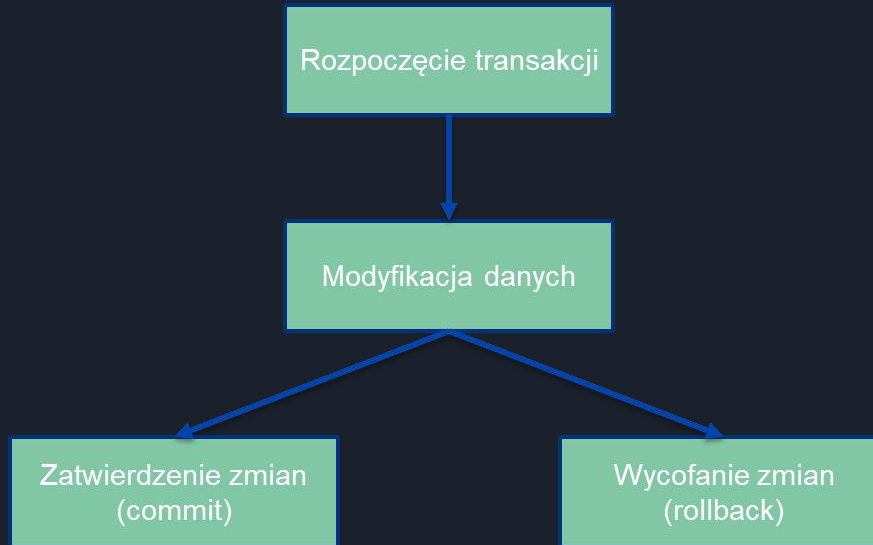 Rozpoczęcie transakcji
Modyfikacja danych
Zatwierdzenie zmian
(commit)
Wycofanie zmian
(rollback)